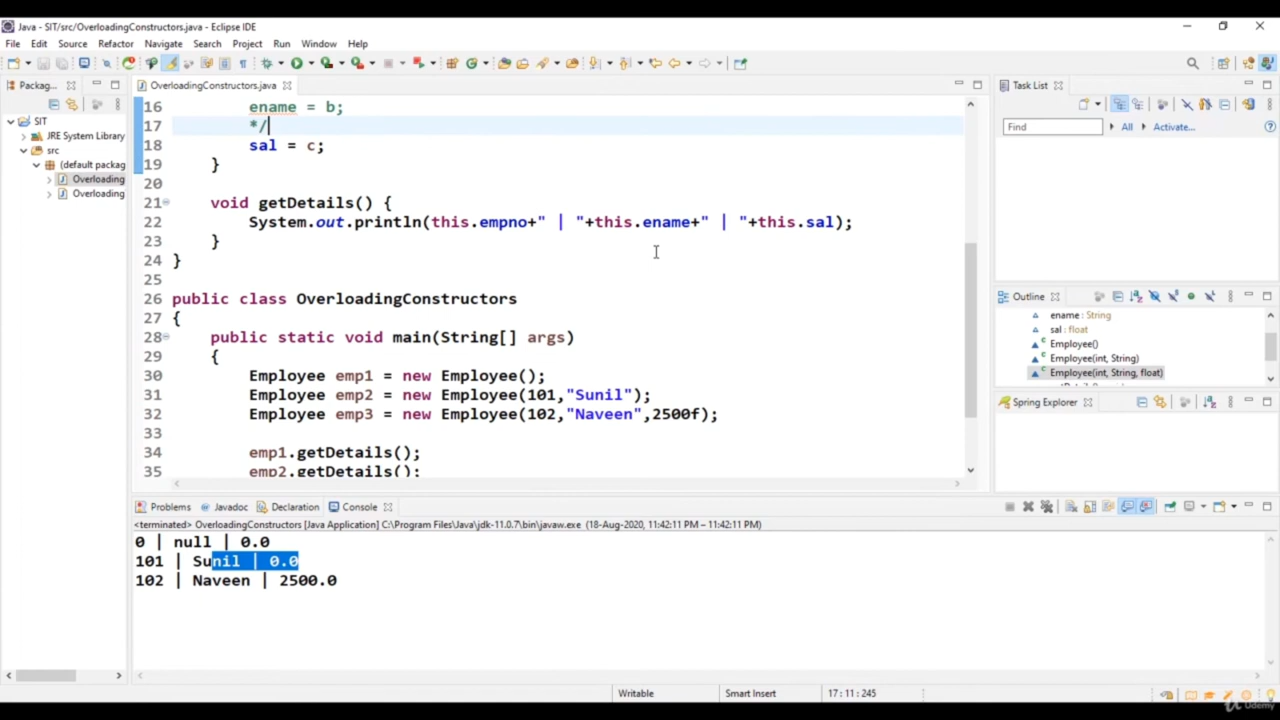 Java - SIT/src/OverloadingConstructors.java - Eclipse IDE
File Edit Source Refactor Navigate Search Project Run Window Help
Packag...
OverloadingConstructors.java
Task List
SIT
JRE System Library
src
(default packag
Overloading
Overloading
16 ename = b;
17 */
18 sal = c;
19 }
20
21 void getDetails() {
22 System.out.println(this.empno+" | "+this.ename+" | "+this.sal);
23 }
24 }
25
26 public class OverloadingConstructors
27 {
28 public static void main(String[] args)
29 {
30 Employee emp1 = new Employee();
31 Employee emp2 = new Employee(101,"Sunil");
32 Employee emp3 = new Employee(102,"Naveen",2500f);
33
34 emp1.getDetails();
35 emp2.getDetails();
Find All Activate...
Outline
ename : String
sal : float
Employee()
Employee(int, String)
Employee(int, String, float)
Spring Explorer
Problems Javadoc Declaration Console
<terminated> OverloadingConstructors [Java Application] C:\Program Files\Java\jdk-11.0.7\bin\javaw.exe (18-Aug-2020, 11:42:11 PM – 11:42:11 PM)
0 | null | 0.0
101 | Sunil | 0.0
102 | Naveen | 2500.0
Writable Smart Insert 17 : 11 : 245
Udemy